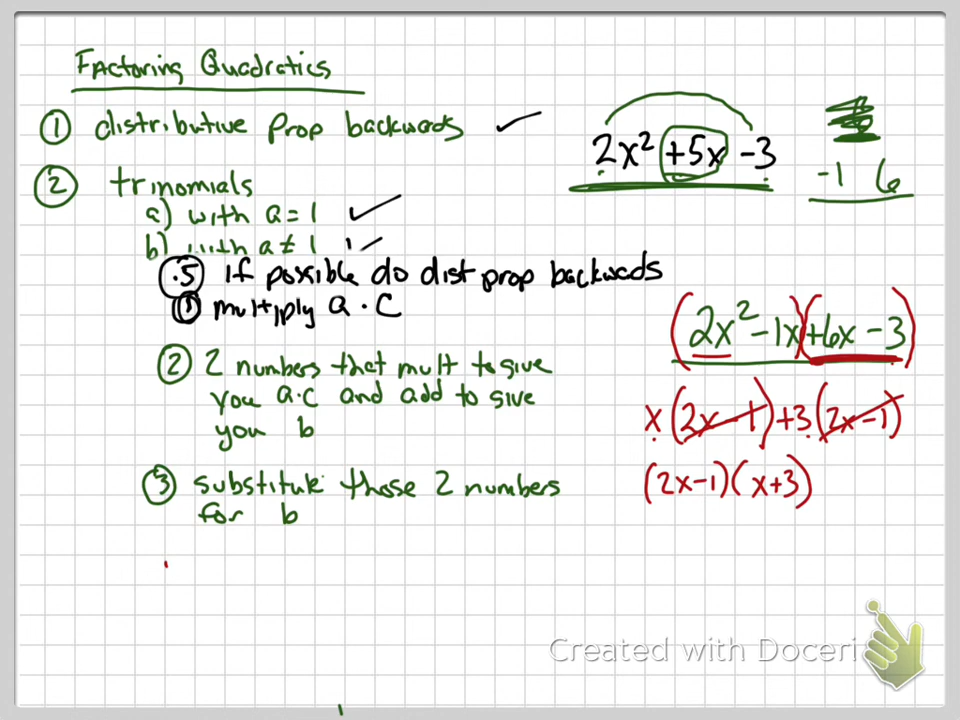 Factoring Quadratics
① distributive Prop backwards
② trinomials
a) with a = 1
b) with a ≠ 1
.5 If possible do dist prop backwads
① multiply a · c
② 2 numbers that mult to give
you a·c and add to give
you b
③ substitute those 2 numbers
for b
2x² +5x -3
-1 6
(2x² -1x)(+6x -3)
x(2x-1)+3(2x-1)
(2x-1)(x+3)
Created with Doceri